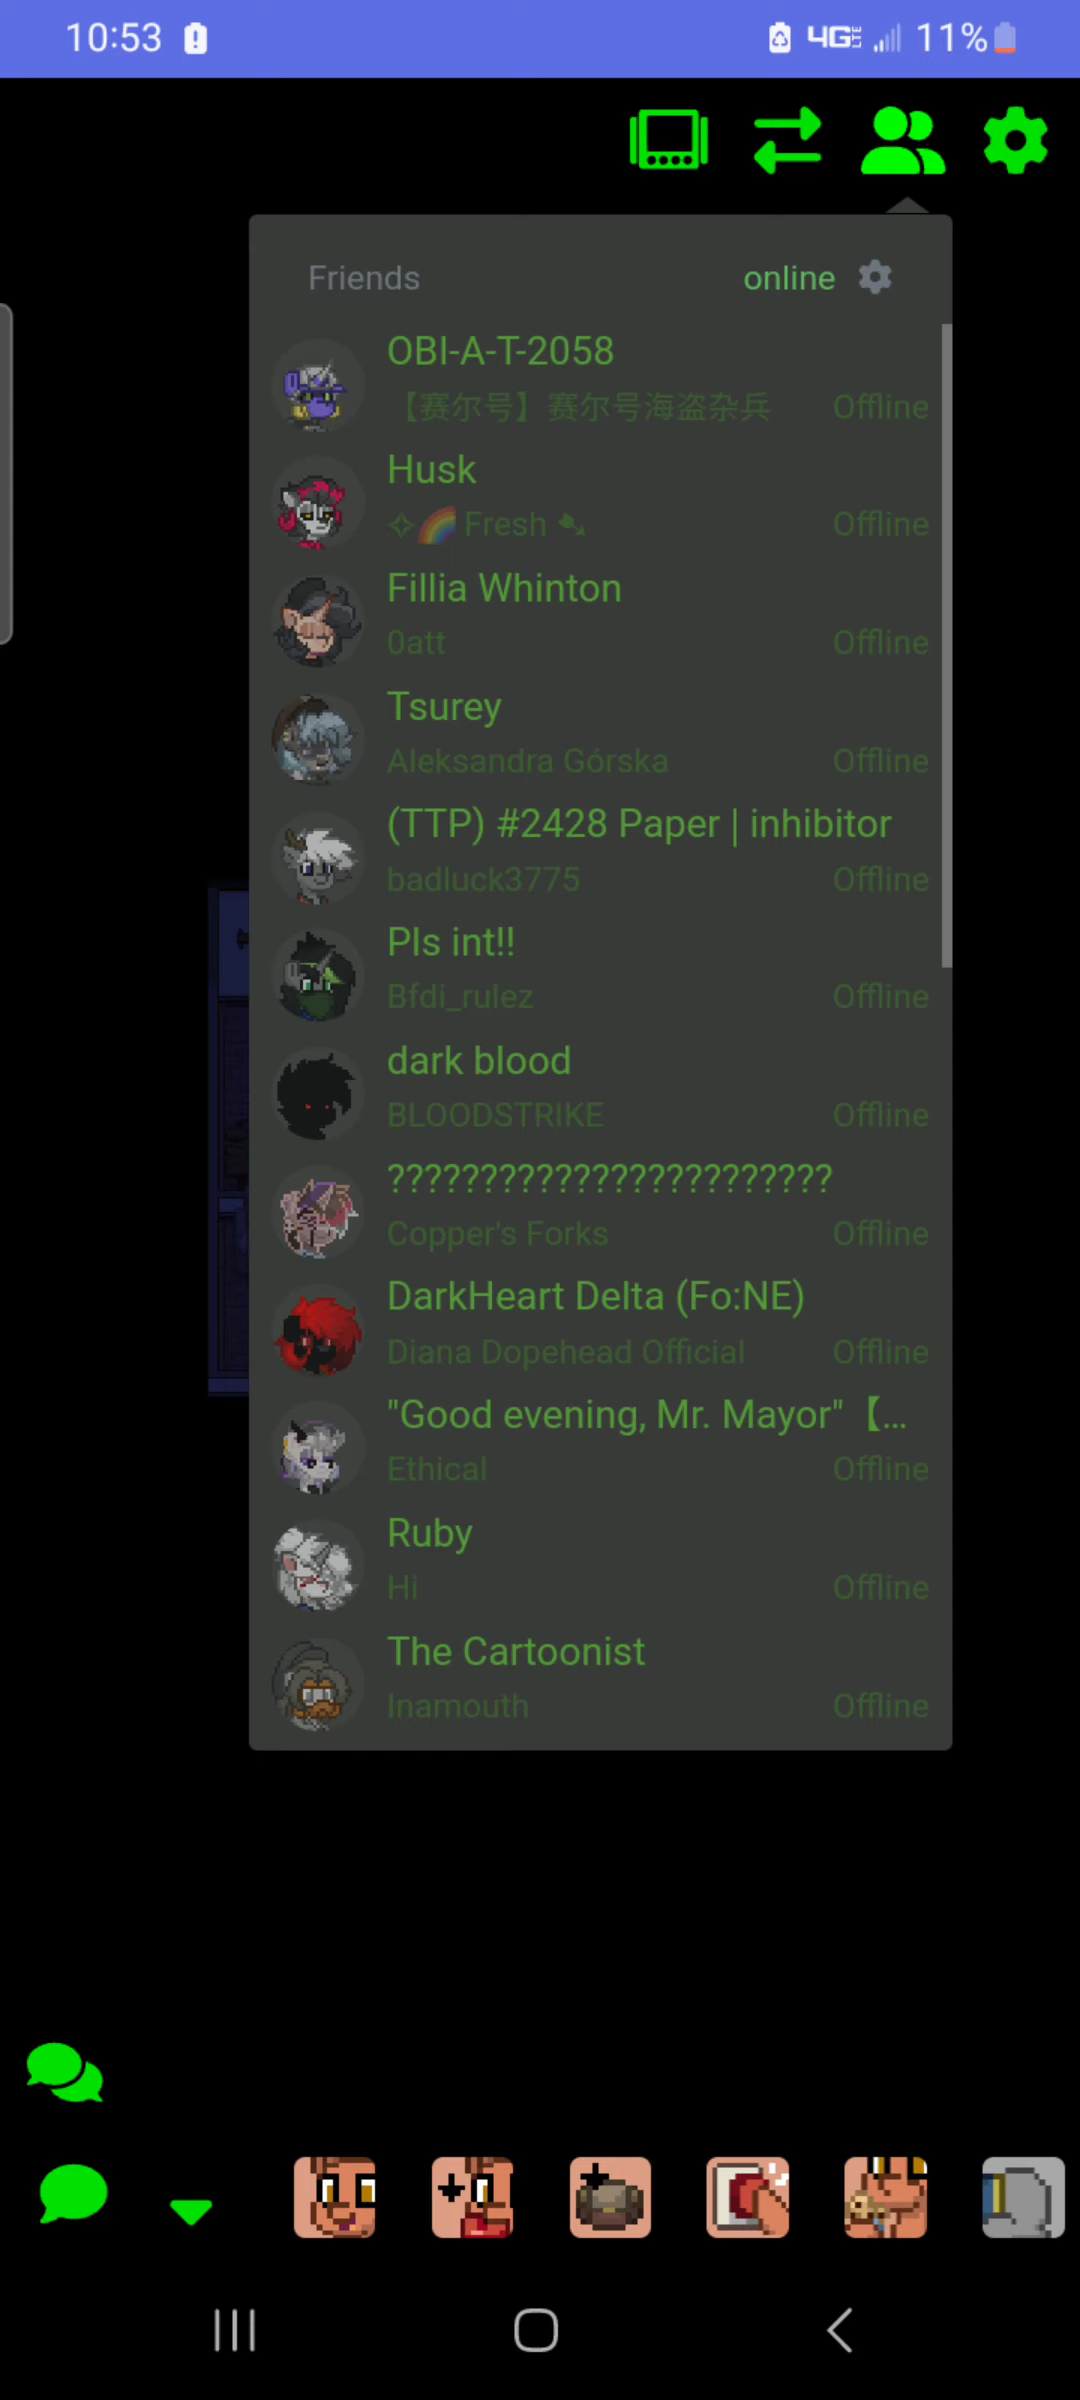 10:53
4G LTE 11%
Friends online
OBI-A-T-2058
【赛尔号】赛尔号海盗杂兵 Offline
Husk
✧🌈 Fresh Offline
Fillia Whinton
0att Offline
Tsurey
Aleksandra Górska Offline
(TTP) #2428 Paper | inhibitor
badluck3775 Offline
Pls int!!
Bfdi_rulez Offline
dark blood
BLOODSTRIKE Offline
????????????????????????
Copper's Forks Offline
DarkHeart Delta (Fo:NE)
Diana Dopehead Official Offline
"Good evening, Mr. Mayor" 【...
Ethical Offline
Ruby
Hi Offline
The Cartoonist
Inamouth Offline